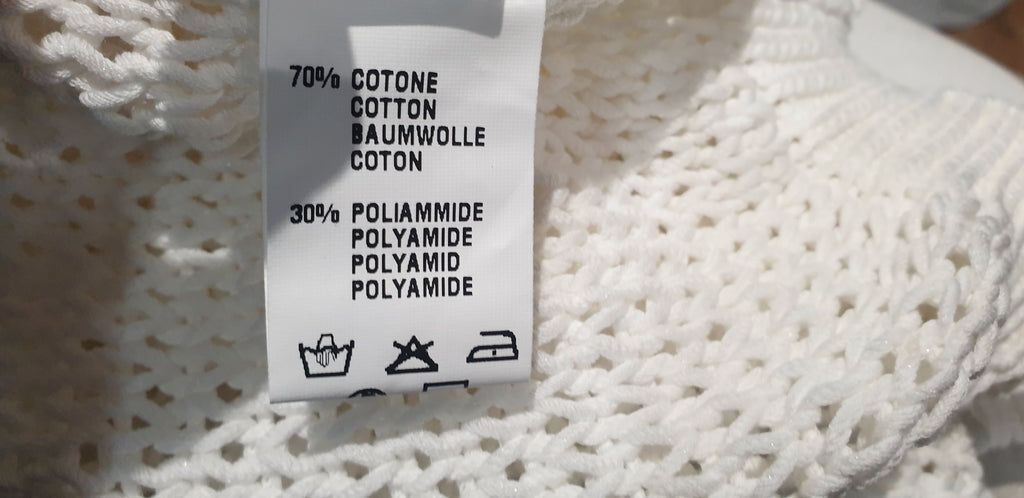 70% COTONE
COTTON
BAUMWOLLE
COTON
30% POLIAMMIDE
POLYAMIDE
POLYAMID
POLYAMIDE